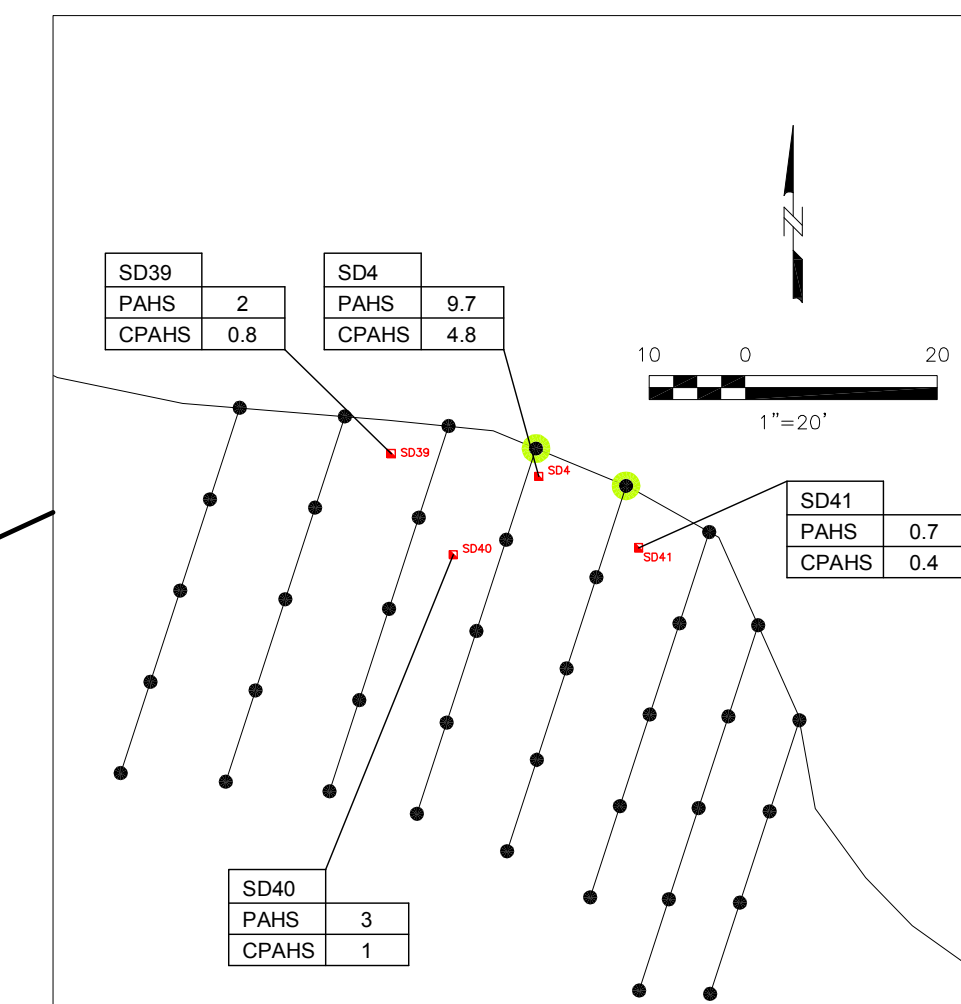 N
10 0 20
1"=20'
SD39
PAHS 2
CPAHS 0.8
SD4
PAHS 9.7
CPAHS 4.8
SD39
SD4
SD41
PAHS 0.7
CPAHS 0.4
SD40
SD41
SD40
PAHS 3
CPAHS 1